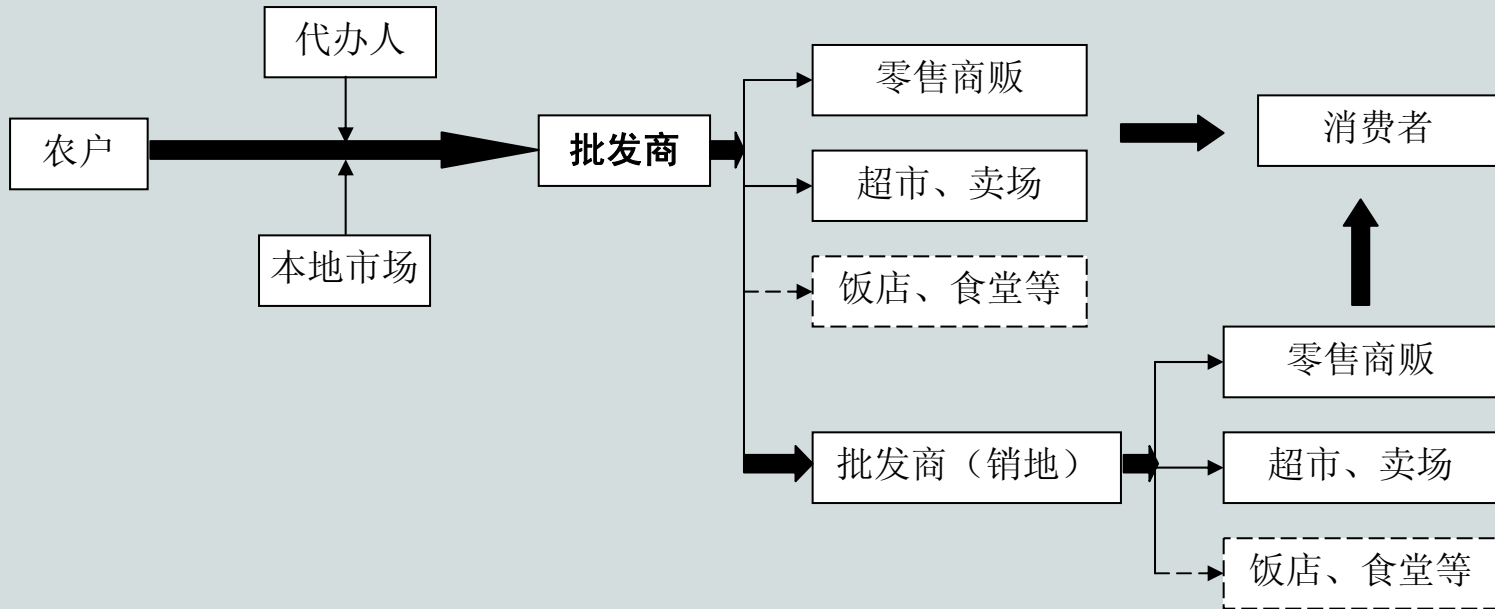 代办人
农户
批发商
本地市场
零售商贩
超市、卖场
饭店、食堂等
批发商（销地）
消费者
零售商贩
超市、卖场
饭店、食堂等